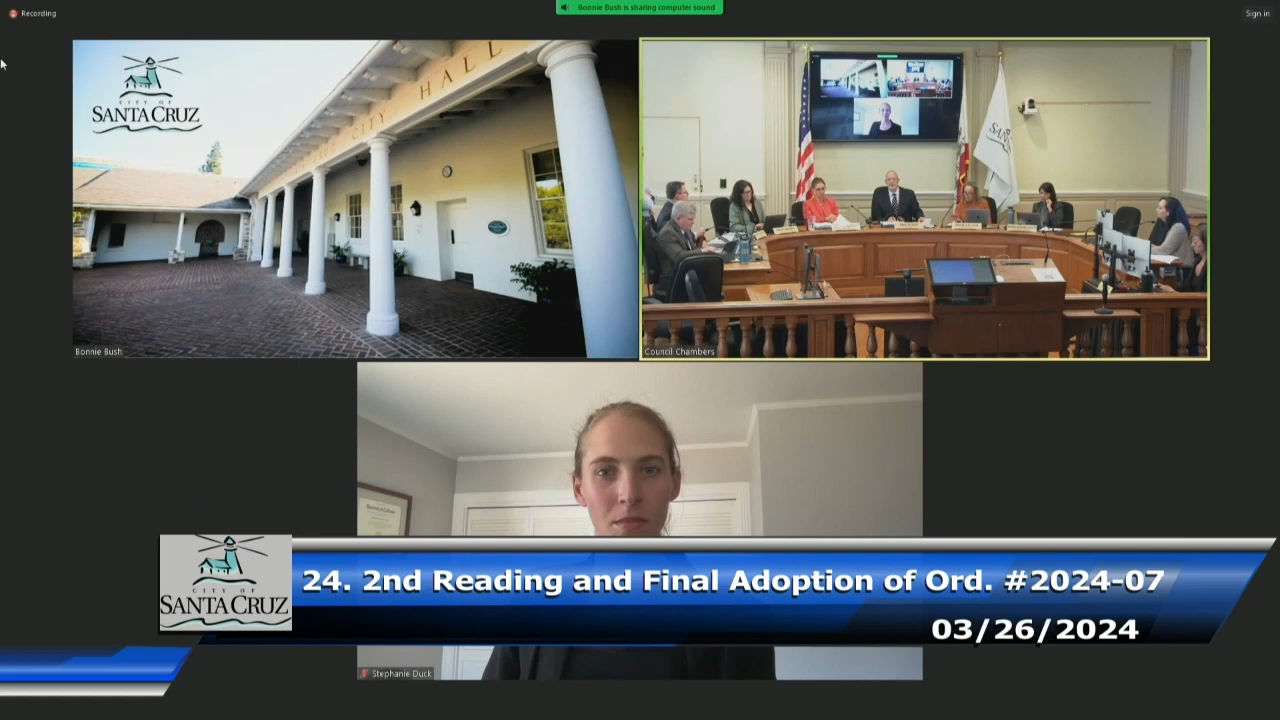 Recording
Bonnie Bush is sharing computer sound
Sign in
CITY OF
SANTA CRUZ
CITY HALL
Bonnie Bush
Council Chambers
CITY OF
SANTA CRUZ
24. 2nd Reading and Final Adoption of Ord. #2024-07
03/26/2024
Stephanie Duck